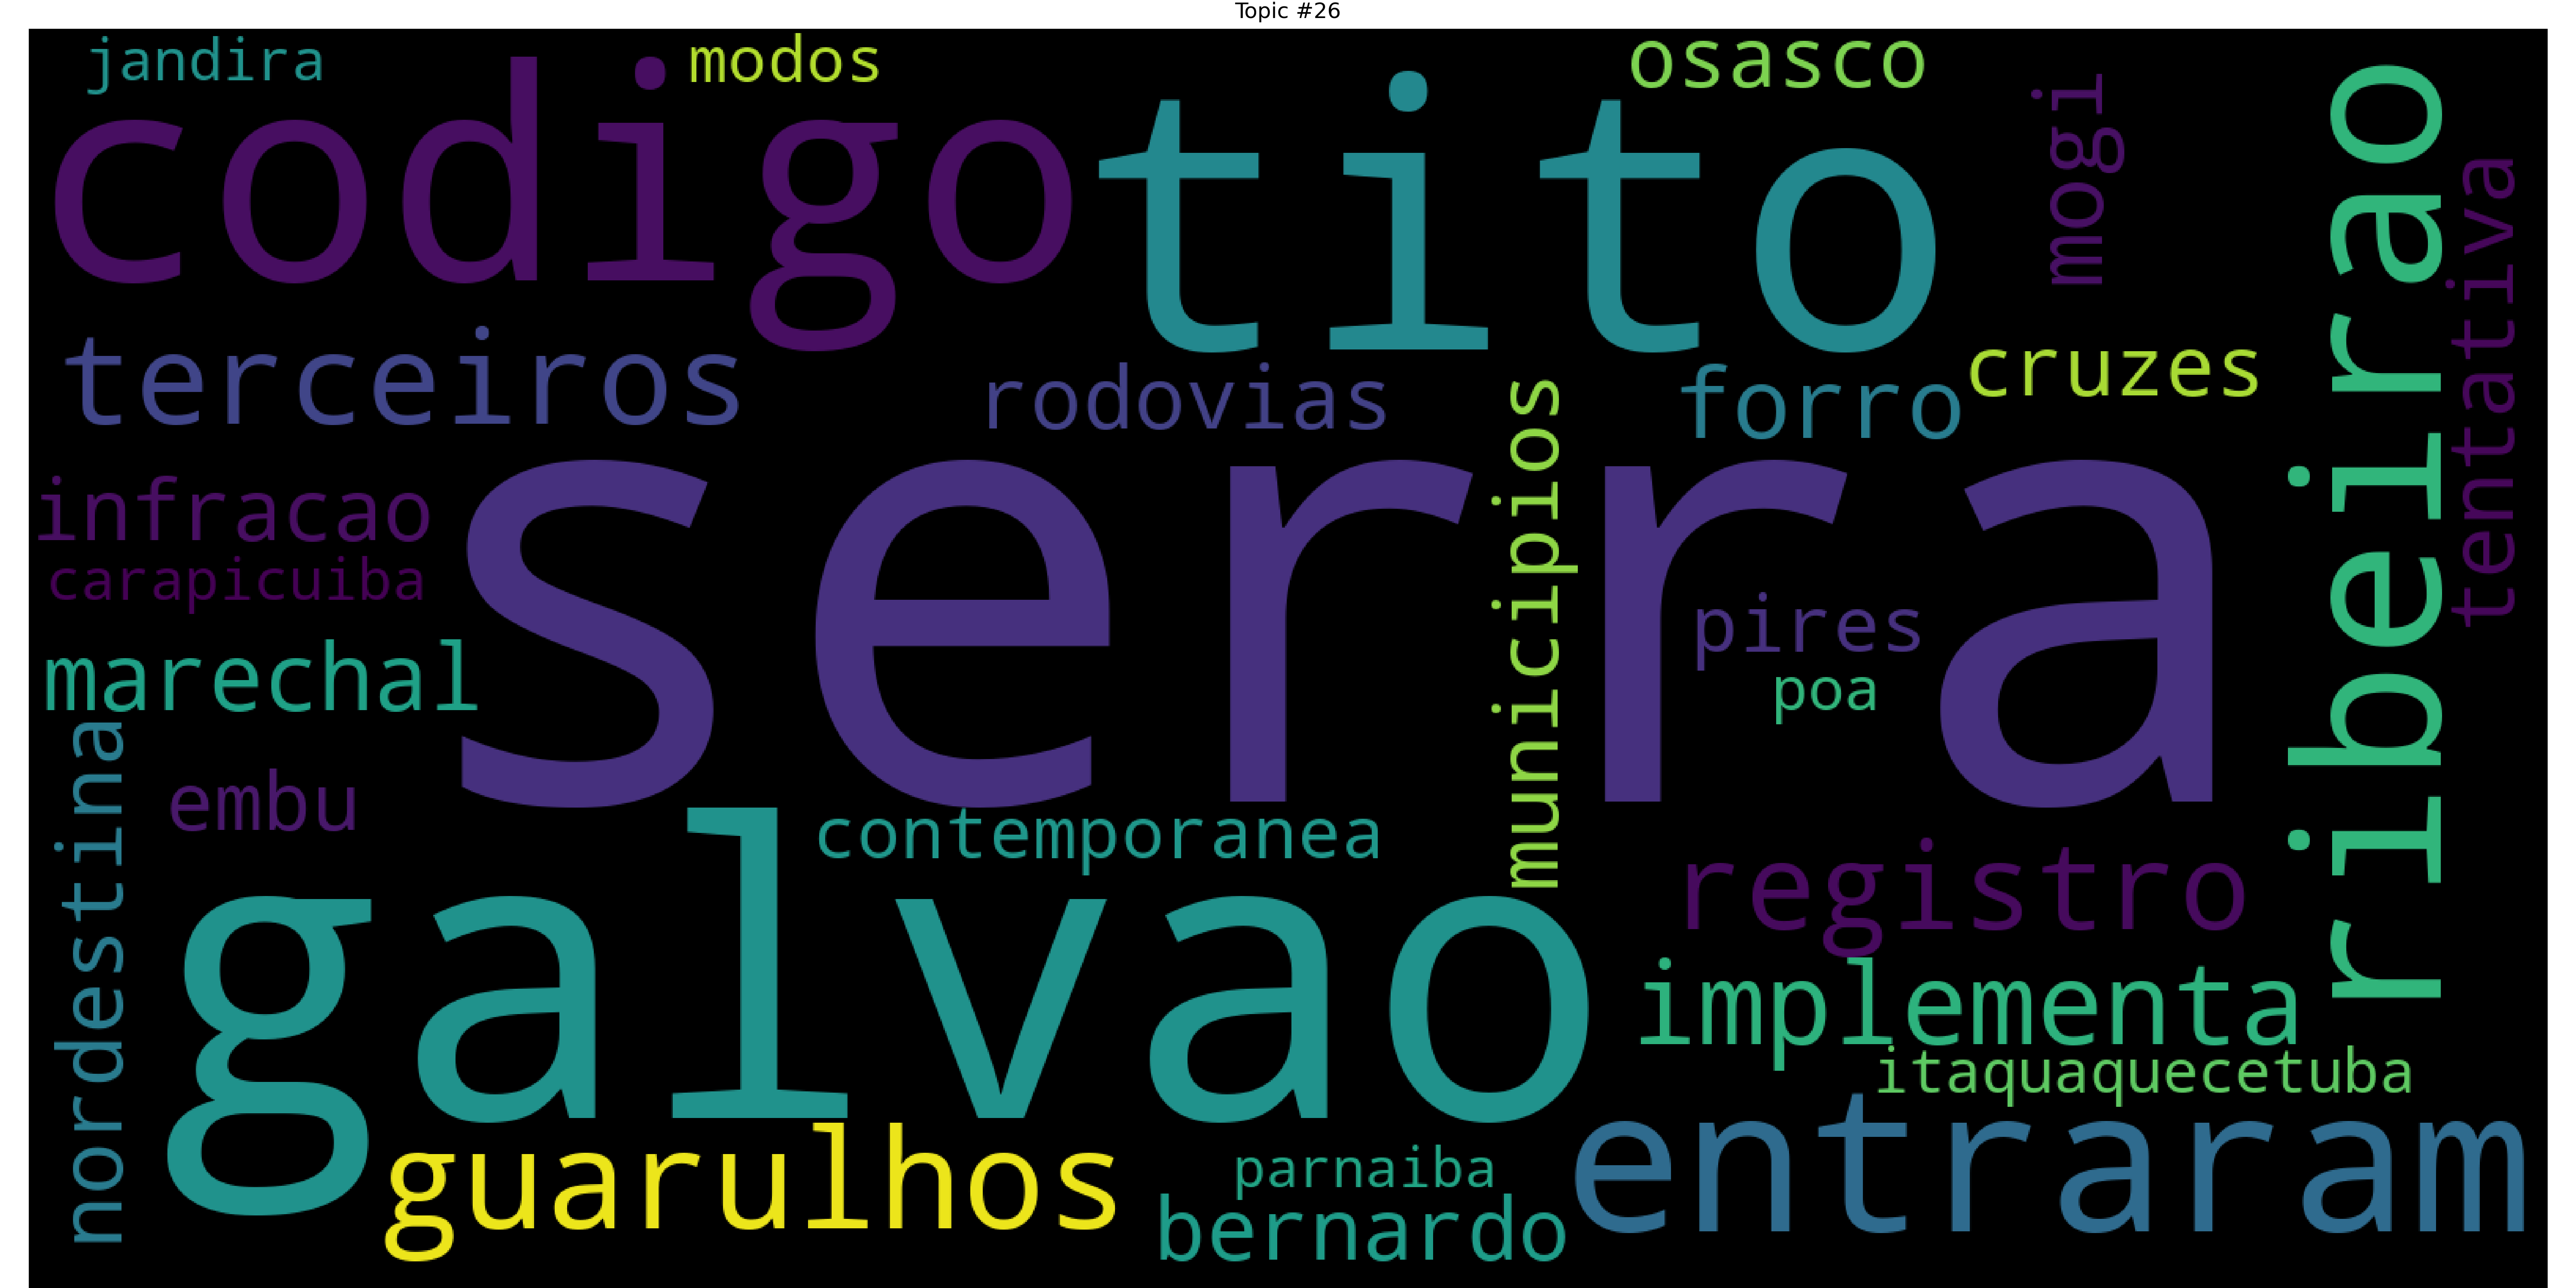 Topic #26
jandira
modos
osasco
codigo
tito
mogi
ribeirao
tentativa
terceiros
rodovias
forro
cruzes
municipios
infracao
serra
carapicuiba
pires
marechal
poa
nordestina
embu
contemporanea
registro
galvao
implementa
itaquaquecetuba
guarulhos
parnaiba
entraram
bernardo